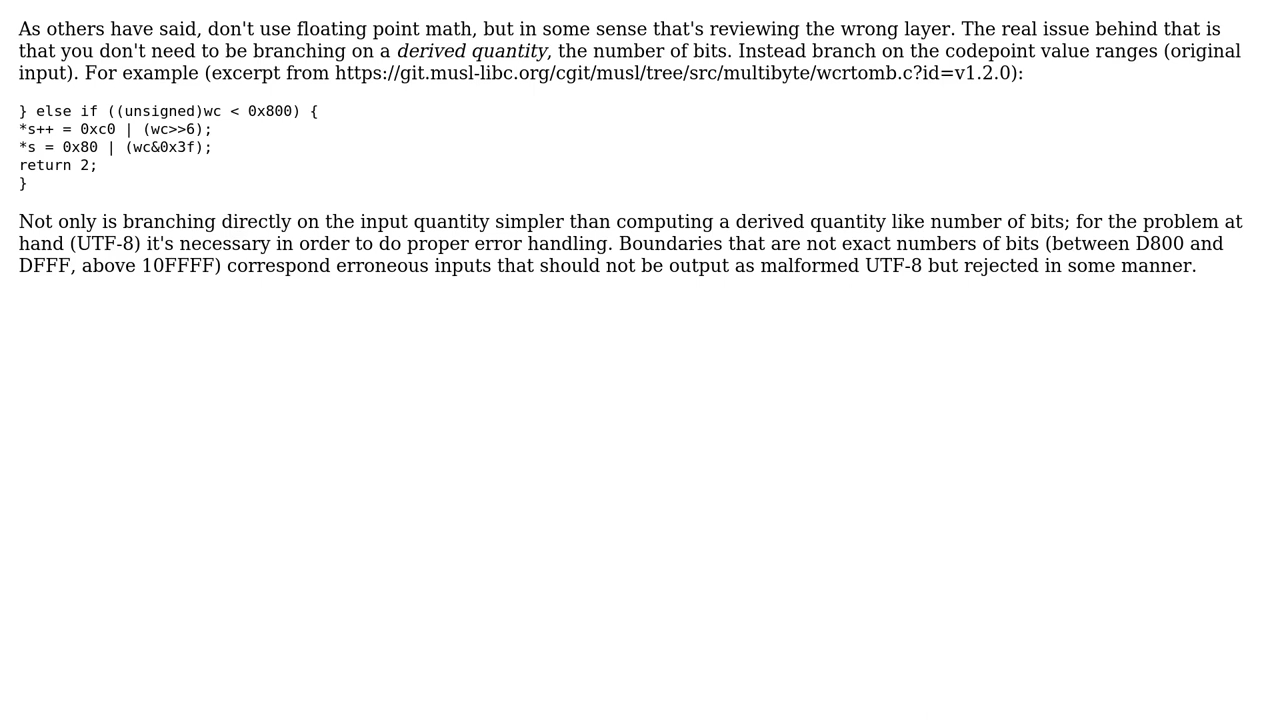 As others have said, don't use floating point math, but in some sense that's reviewing the wrong layer. The real issue behind that is
that you don't need to be branching on a derived quantity, the number of bits. Instead branch on the codepoint value ranges (original
input). For example (excerpt from https://git.musl-libc.org/cgit/musl/tree/src/multibyte/wcrtomb.c?id=v1.2.0):
} else if ((unsigned)wc < 0x800) {
*s++ = 0xc0 | (wc>>6);
*s = 0x80 | (wc&0x3f);
return 2;
}
Not only is branching directly on the input quantity simpler than computing a derived quantity like number of bits; for the problem at
hand (UTF-8) it's necessary in order to do proper error handling. Boundaries that are not exact numbers of bits (between D800 and
DFFF, above 10FFFF) correspond erroneous inputs that should not be output as malformed UTF-8 but rejected in some manner.